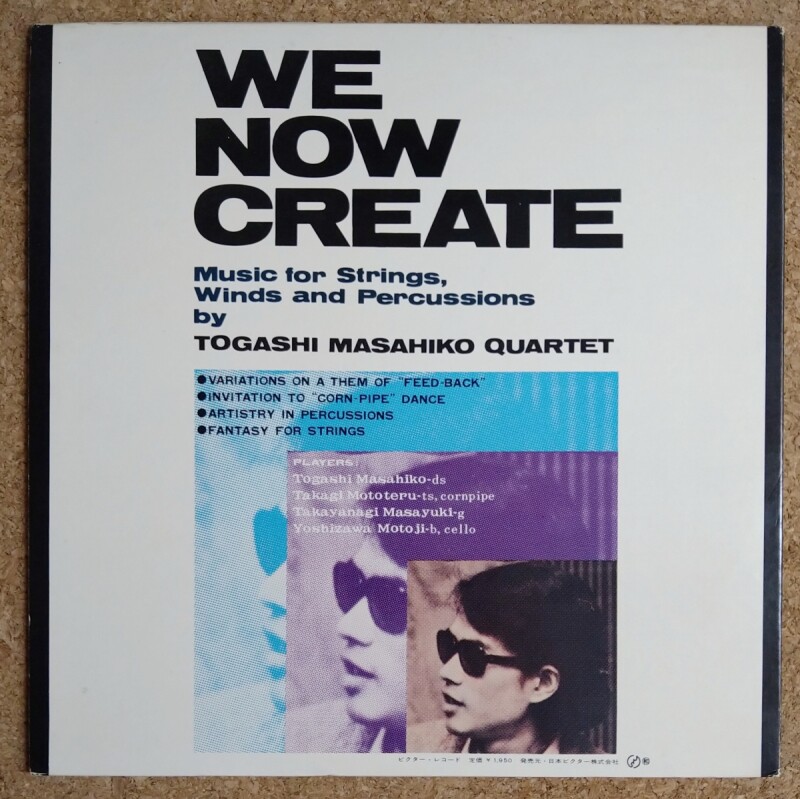 WE
NOW
CREATE
Music for Strings,
Winds and Percussions
by
TOGASHI MASAHIKO QUARTET
●VARIATIONS ON A THEM OF "FEED-BACK"
●INVITATION TO "CORN-PIPE" DANCE
●ARTISTRY IN PERCUSSIONS
●FANTASY FOR STRINGS
PLAYERS:
Togashi Masahiko-ds
Takagi Mototeru-ts, cornpipe
Takayanagi Masayuki-g
Yoshizawa Motoji-b, cello
ビクター・レコード 定価 ¥1,950 発売元・日本ビクター株式会社